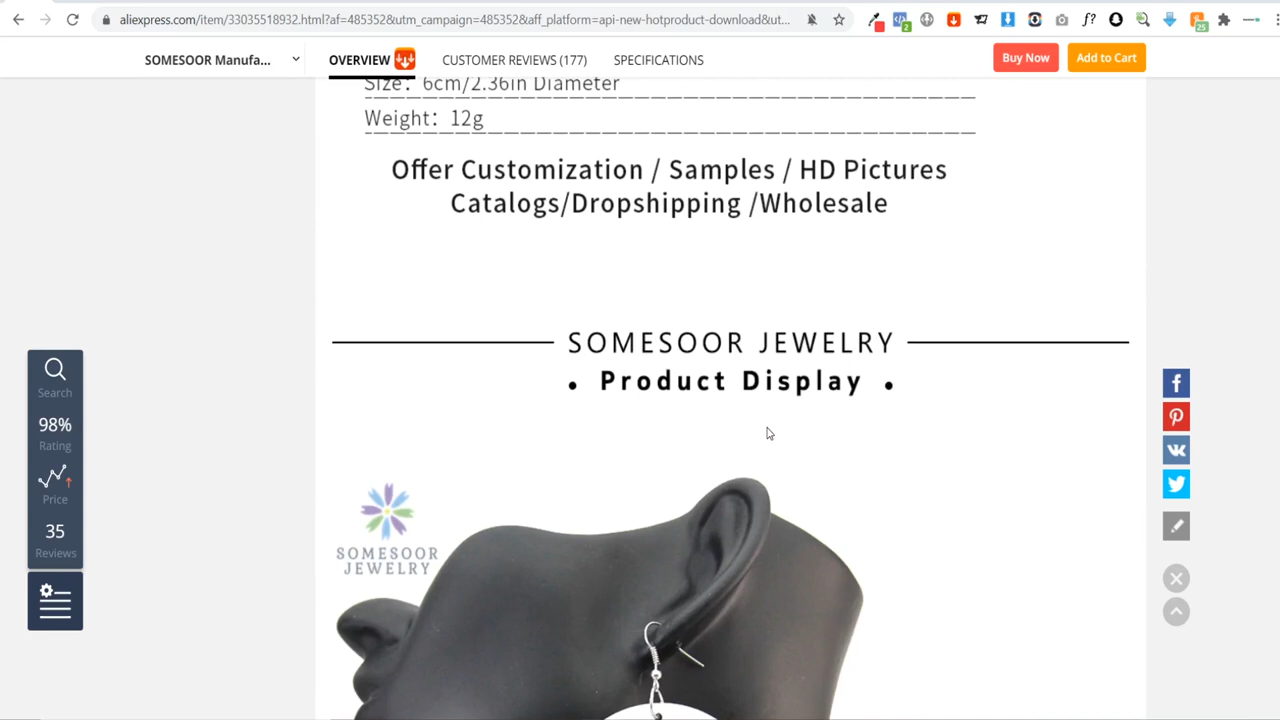 aliexpress.com/item/33035518932.html?af=485352&utm_campaign=485352&aff_platform=api-new-hotproduct-download&ut...
2
25
SOMESOOR Manufa...
OVERVIEW
CUSTOMER REVIEWS (177)
SPECIFICATIONS
Buy Now
Add to Cart
Size: 6cm/2.36in Diameter
Weight: 12g
Offer Customization / Samples / HD Pictures
Catalogs/Dropshipping /Wholesale
SOMESOOR JEWELRY
• Product Display •
Search
98%
Rating
Price
35
Reviews
SOMESOOR
JEWELRY